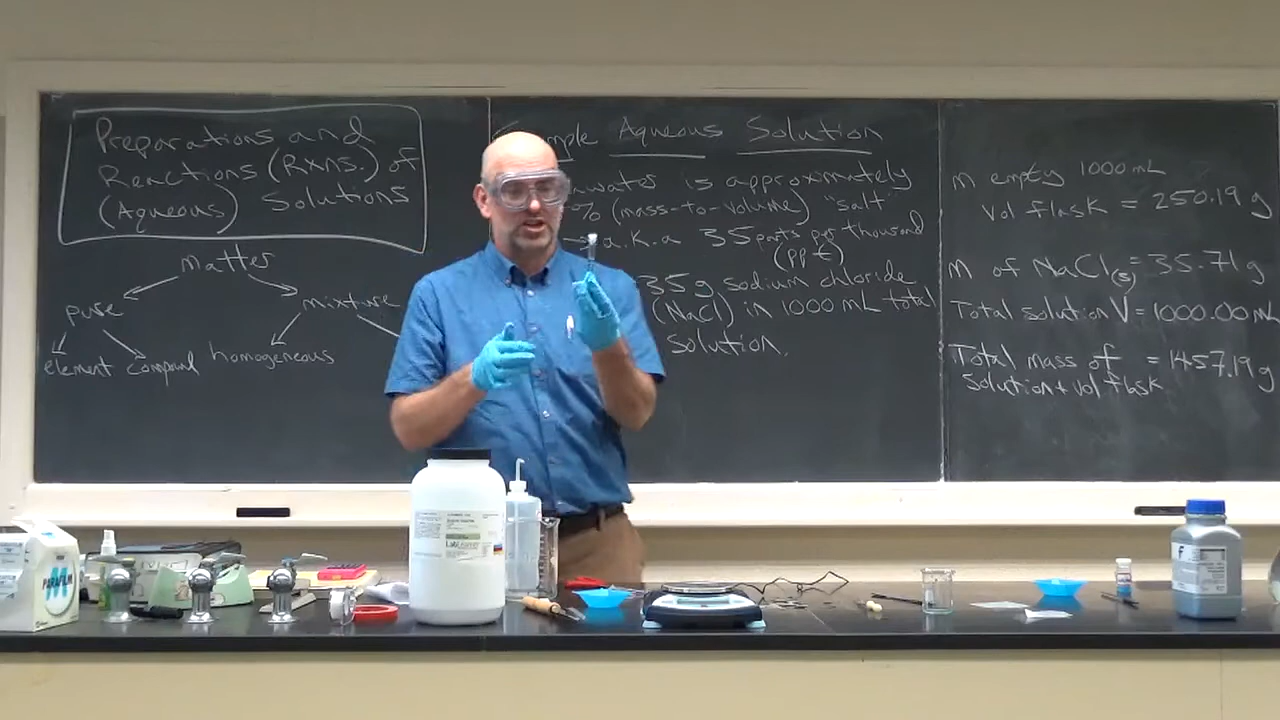 Preparations and
Reactions (Rxns.) of
(Aqueous) Solutions
matter
pure
mixture
element compound homogeneous
Aqueous Solution
is approximately
% (mass-to-volume) "salt"
→ a.k.a 35 parts per thousand
(ppt)
35g sodium chloride
(NaCl) in 1000 mL total
solution.
m empty 1000 mL
vol flask = 250.19 g
m of NaCl(s) = 35.71 g
Total solution V = 1000.00 mL
Total mass of = 1457.19 g
Solution + vol flask
PARAFILM
M